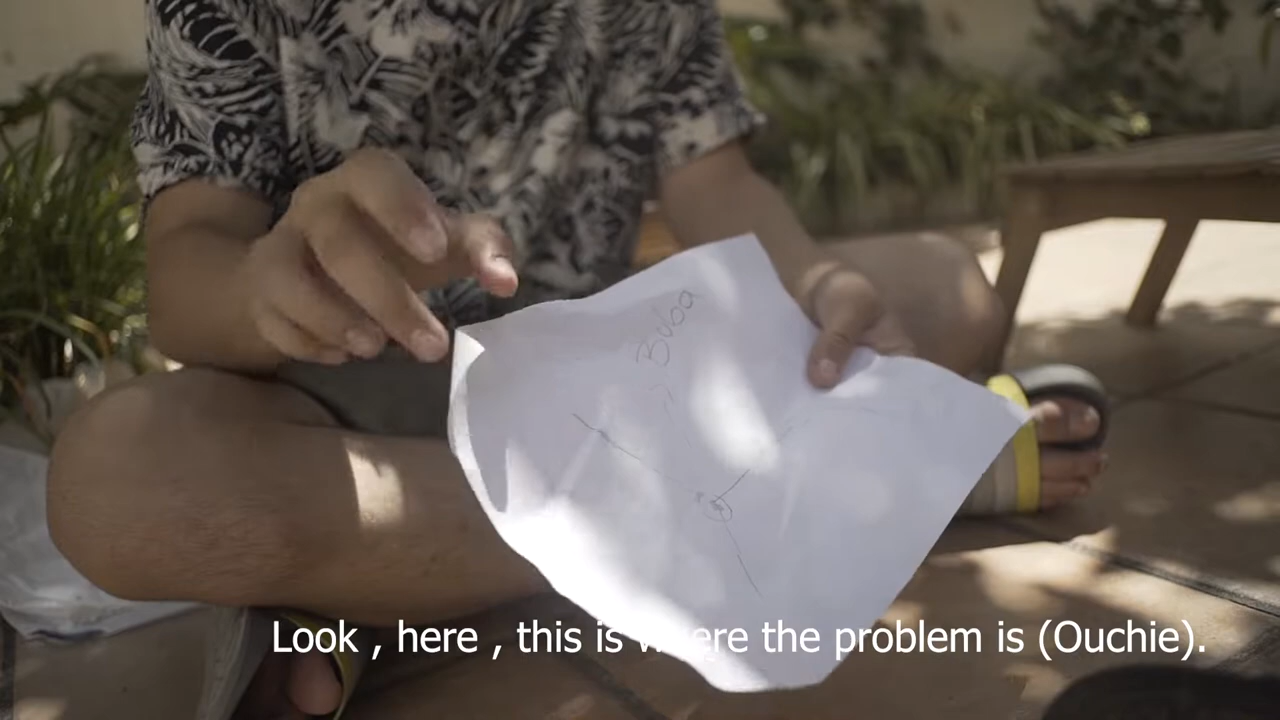 Buba
Look , here , this is where the problem is (Ouchie).